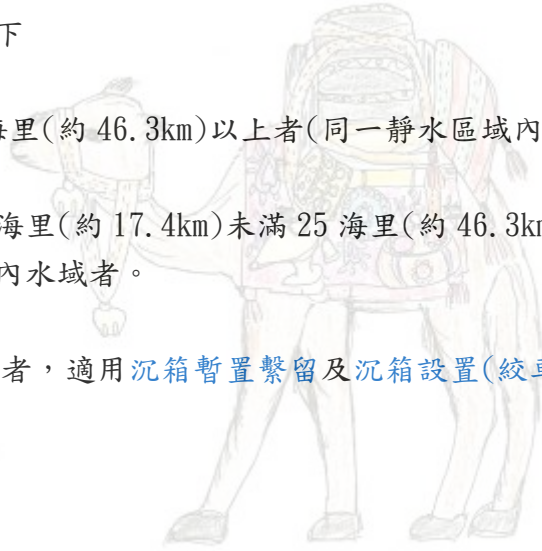 下
海里(約 46.3km)以上者(同一靜水區域內
海里(約 17.4km)未滿 25 海里(約 46.3km
內水域者。
者，適用沉箱暫置繫留及沉箱設置(絞車